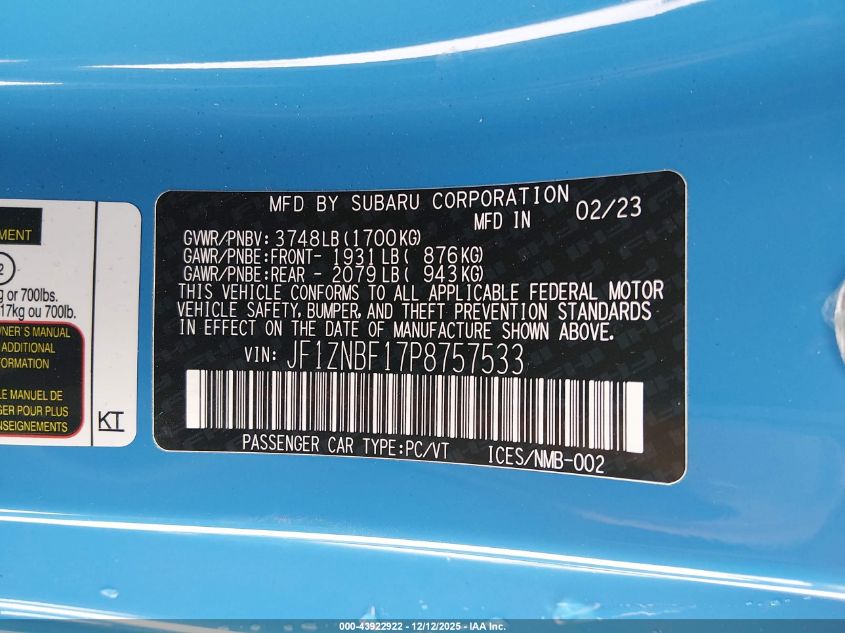 MENT
g or 700lbs.
17kg ou 700lb.
NER'S MANUAL
ADDITIONAL
FORMATION
LE MANUEL DE
GER POUR PLUS
SEIGNEMENTS
KT
MFD BY SUBARU CORPORATION
MFD IN 02/23
GVWR/PNBV: 3748LB(1700KG)
GAWR/PNBE:FRONT- 1931LB( 876KG)
GAWR/PNBE:REAR - 2079LB( 943KG)
THIS VEHICLE CONFORMS TO ALL APPLICABLE FEDERAL MOTOR
VEHICLE SAFETY, BUMPER, AND THEFT PREVENTION STANDARDS
IN EFFECT ON THE DATE OF MANUFACTURE SHOWN ABOVE.
VIN: JF1ZNBF17P8757533
PASSENGER CAR TYPE:PC/VT ICES/NMB-002
000-43922922 - 12/12/2025 - IAA Inc.